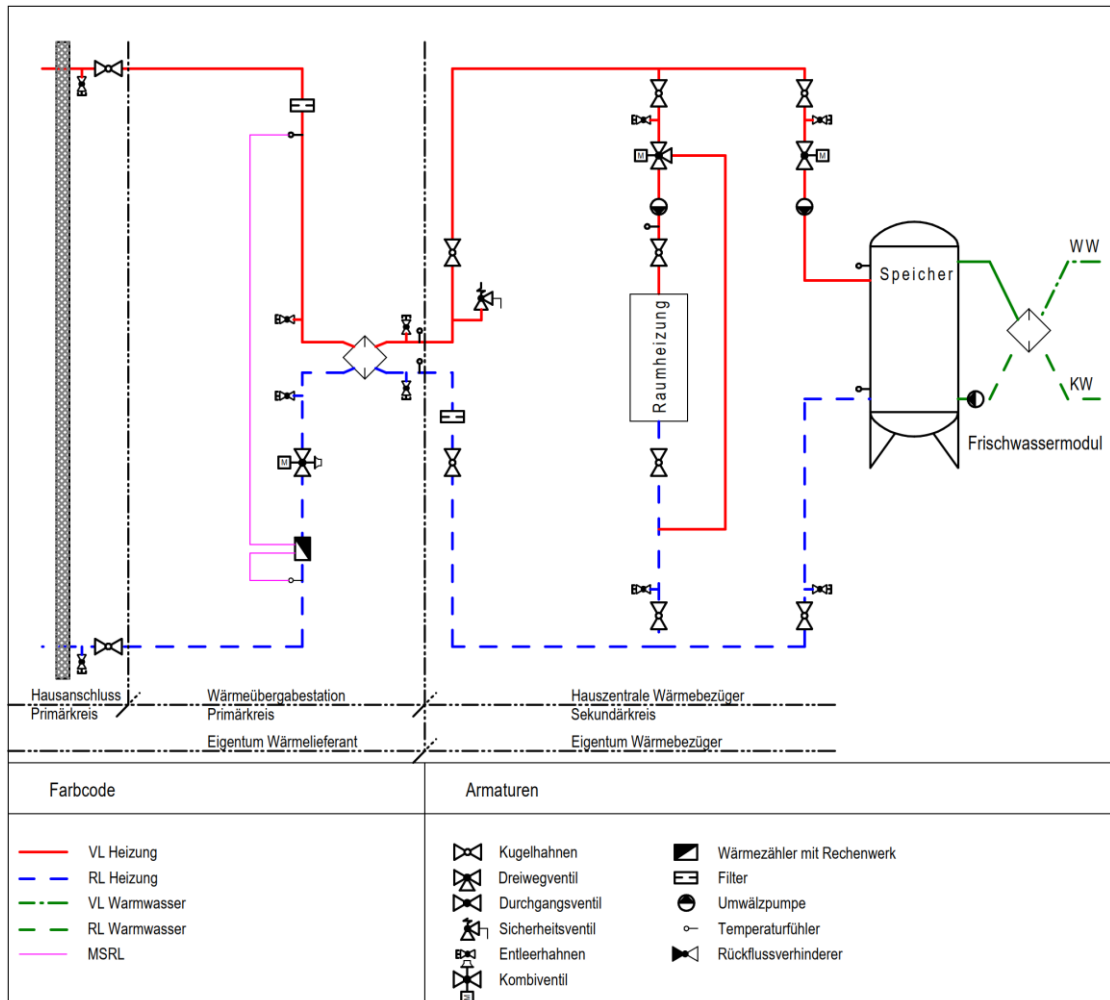 M
M
WW
Speicher
Raumheizung
KW
Frischwassermodul
M
Hausanschluss
Primärkreis
Wärmeübergabestation
Primärkreis
Hauszentrale Wärmebezüger
Sekundärkreis
Eigentum Wärmelieferant
Eigentum Wärmebezüger
Farbcode
Armaturen
VL Heizung
RL Heizung
VL Warmwasser
RL Warmwasser
MSRL
Kugelhahnen
Dreiwegventil
Durchgangsventil
Sicherheitsventil
Entleerhahnen
Kombiventil
M
Wärmezähler mit Rechenwerk
Filter
Umwälzpumpe
Temperaturfühler
Rückflussverhinderer